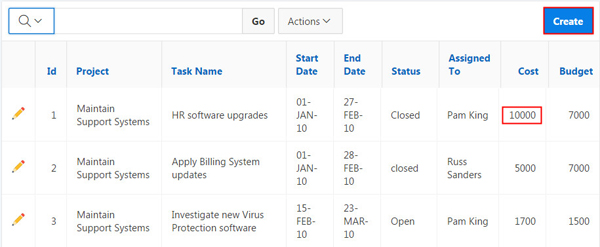 Go Actions Create
Id Project Task Name Start Date End Date Status Assigned To Cost Budget
1 Maintain Support Systems HR software upgrades 01-JAN-10 27-FEB-10 Closed Pam King 10000 7000
2 Maintain Support Systems Apply Billing System updates 01-JAN-10 28-FEB-10 closed Russ Sanders 5000 7000
3 Maintain Support Systems Investigate new Virus Protection software 15-FEB-10 23-MAR-10 Open Pam King 1700 1500